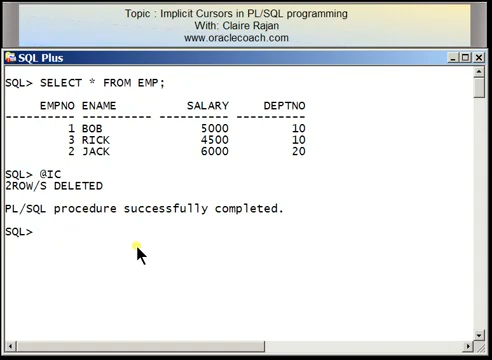 Topic : Implicit Cursors in PL/SQL programming
With: Claire Rajan
www.oraclecoach.com
SQL Plus
SQL> SELECT * FROM EMP;
EMPNO ENAME SALARY DEPTNO
---------- ---------- ---------- ----------
1 BOB 5000 10
3 RICK 4500 10
2 JACK 6000 20
SQL> @IC
2ROW/S DELETED
PL/SQL procedure successfully completed.
SQL>